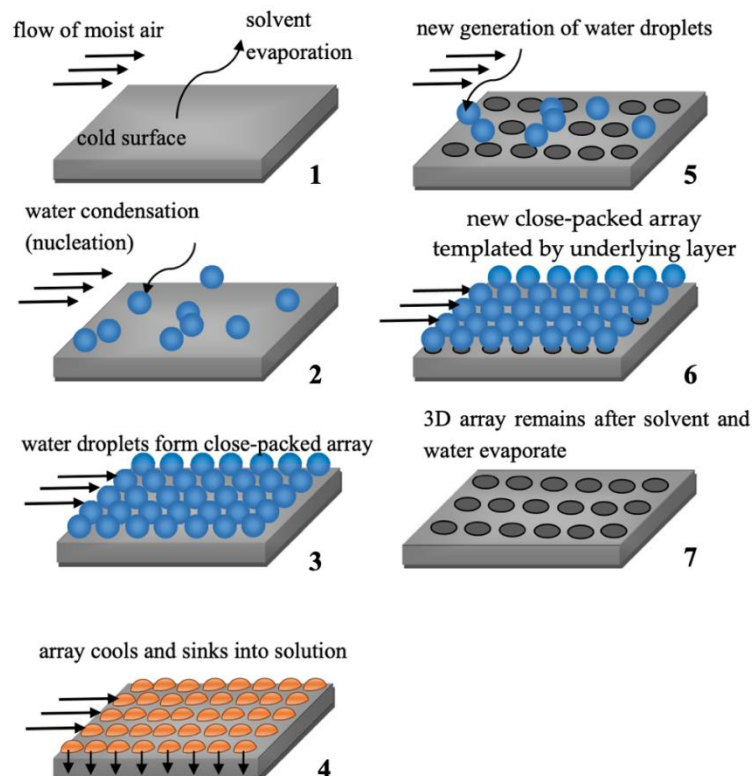 flow of moist air
solvent
evaporation
cold surface
1
water condensation
(nucleation)
2
water droplets form close-packed array
3
array cools and sinks into solution
4
new generation of water droplets
5
new close-packed array
templated by underlying layer
6
3D array remains after solvent and
water evaporate
7